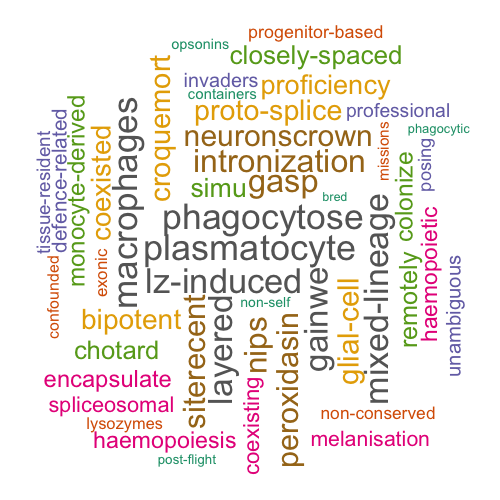 progenitor-based
opsonins
closely-spaced
invaders
proficiency
containers
croquemort
proto-splice
professional
phagocytic
neuronscrown
missions
intronization
posing
simu
gasp
bred
tissue-resident
defence-related
monocyte-derived
coexisted
macrophages
phagocytose
colonize
plasmatocyte
mixed-lineage
haemopoietic
confounded
exonic
lz-induced
remotely
unambiguous
non-self
bipotent
siterecent
layered
nips
peroxidasin
gainwe
glial-cell
chotard
encapsulate
spliceosomal
coexisting
non-conserved
lysozymes
haemopoiesis
melanisation
post-flight